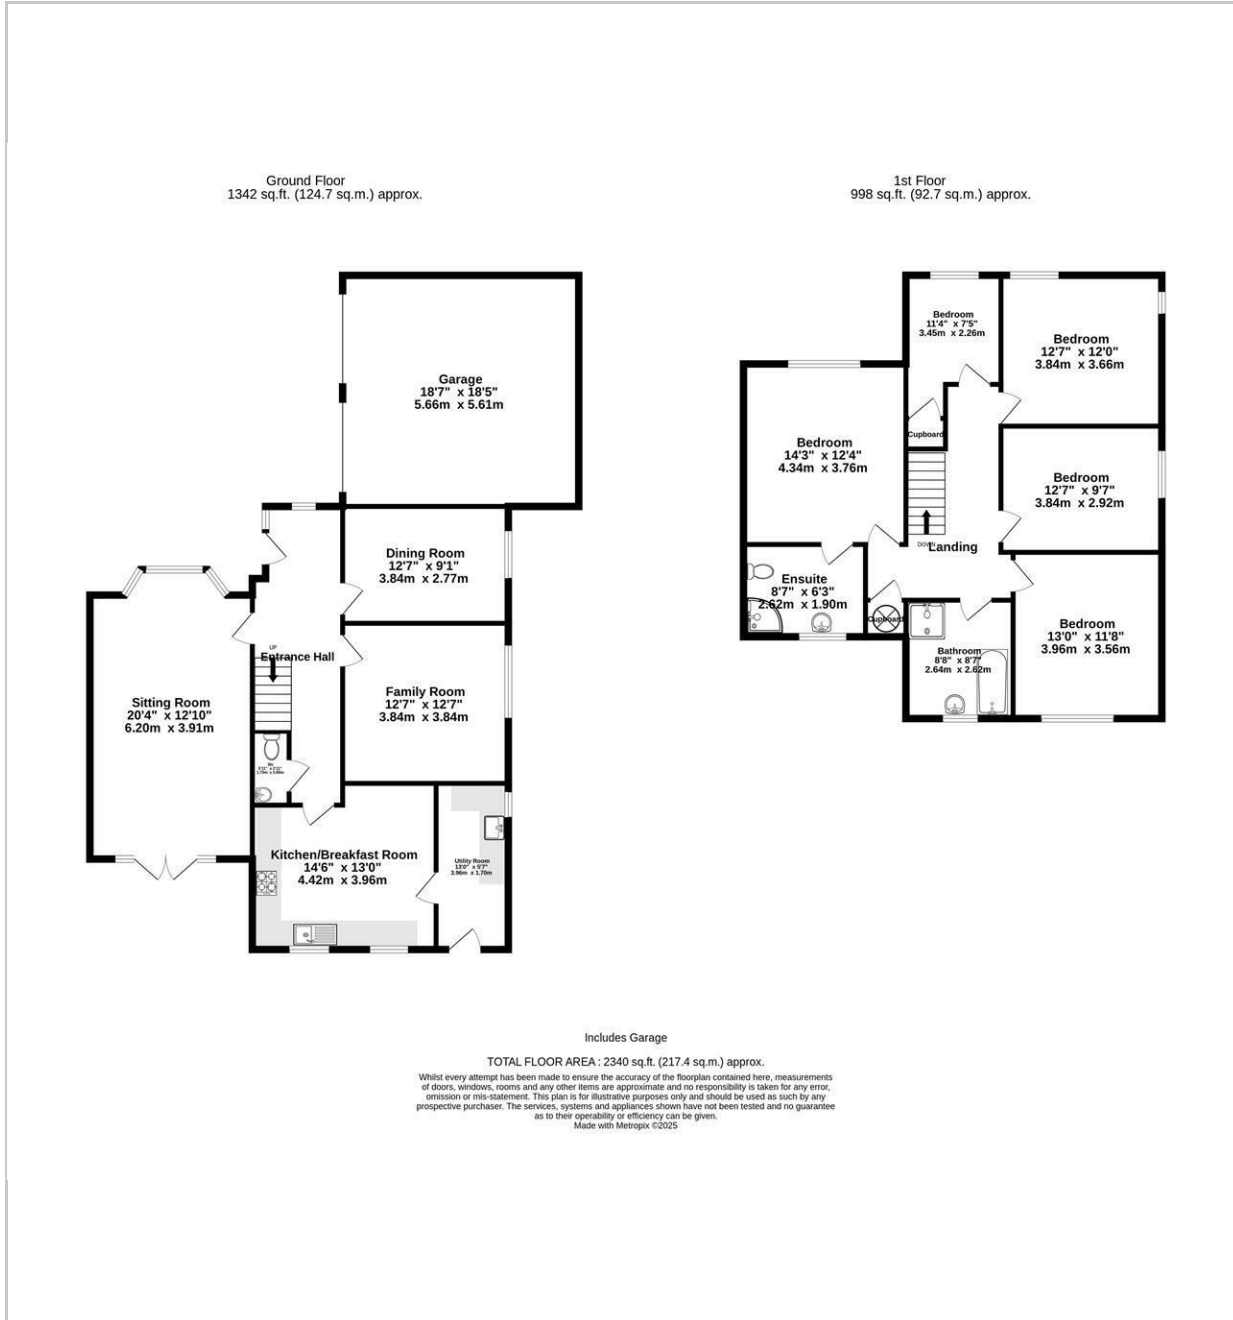 Ground Floor
1342 sq.ft. (124.7 sq.m.) approx.
Garage
18'7" x 18'5"
5.66m x 5.61m
Dining Room
12'7" x 9'1"
3.84m x 2.77m
UP
Entrance Hall
Family Room
12'7" x 12'7"
3.84m x 3.84m
Sitting Room
20'4" x 12'10"
6.20m x 3.91m
Kitchen/Breakfast Room
14'6" x 13'0"
4.42m x 3.96m
Utility Room
13'0" x 5'7"
3.96m x 1.70m
1st Floor
998 sq.ft. (92.7 sq.m.) approx.
Bedroom
11'4" x 7'5"
3.45m x 2.26m
Bedroom
12'7" x 12'0"
3.84m x 3.66m
Cupboard
Bedroom
14'3" x 12'4"
4.34m x 3.76m
Bedroom
12'7" x 9'7"
3.84m x 2.92m
DOWN
Landing
Ensuite
8'7" x 6'3"
2.62m x 1.90m
Cupboard
Bedroom
13'0" x 11'8"
3.96m x 3.56m
Bathroom
8'8" x 8'7"
2.64m x 2.62m
Includes Garage
TOTAL FLOOR AREA : 2340 sq.ft. (217.4 sq.m.) approx.
Whilst every attempt has been made to ensure the accuracy of the floorplan contained here, measurements
of doors, windows, rooms and any other items are approximate and no responsibility is taken for any error,
omission or mis-statement. This plan is for illustrative purposes only and should be used as such by any
prospective purchaser. The services, systems and appliances shown have not been tested and no guarantee
as to their operability or efficiency can be given.
Made with Metropix ©2025